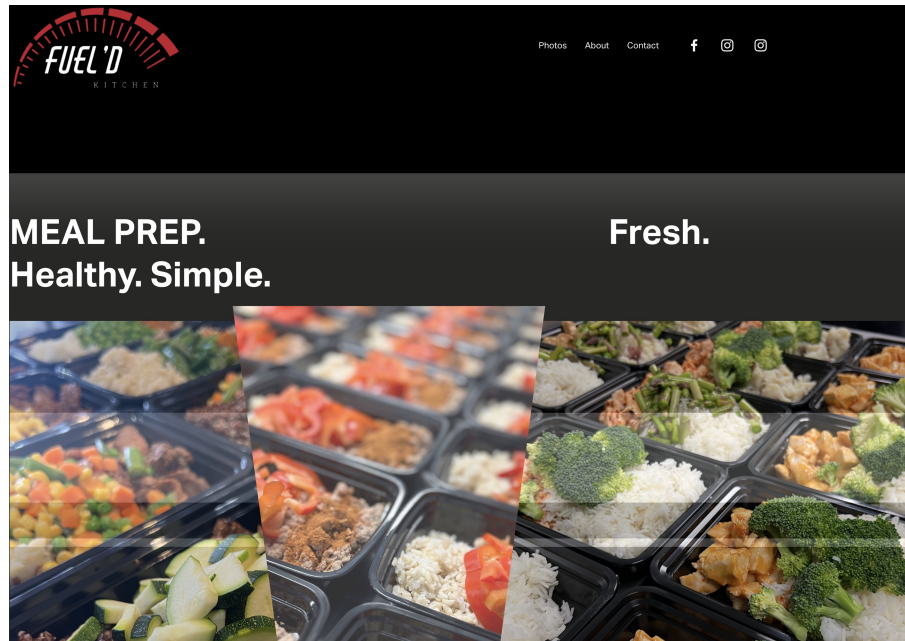 FUEL'D
KITCHEN
Photos About Contact
MEAL PREP. Fresh.
Healthy. Simple.